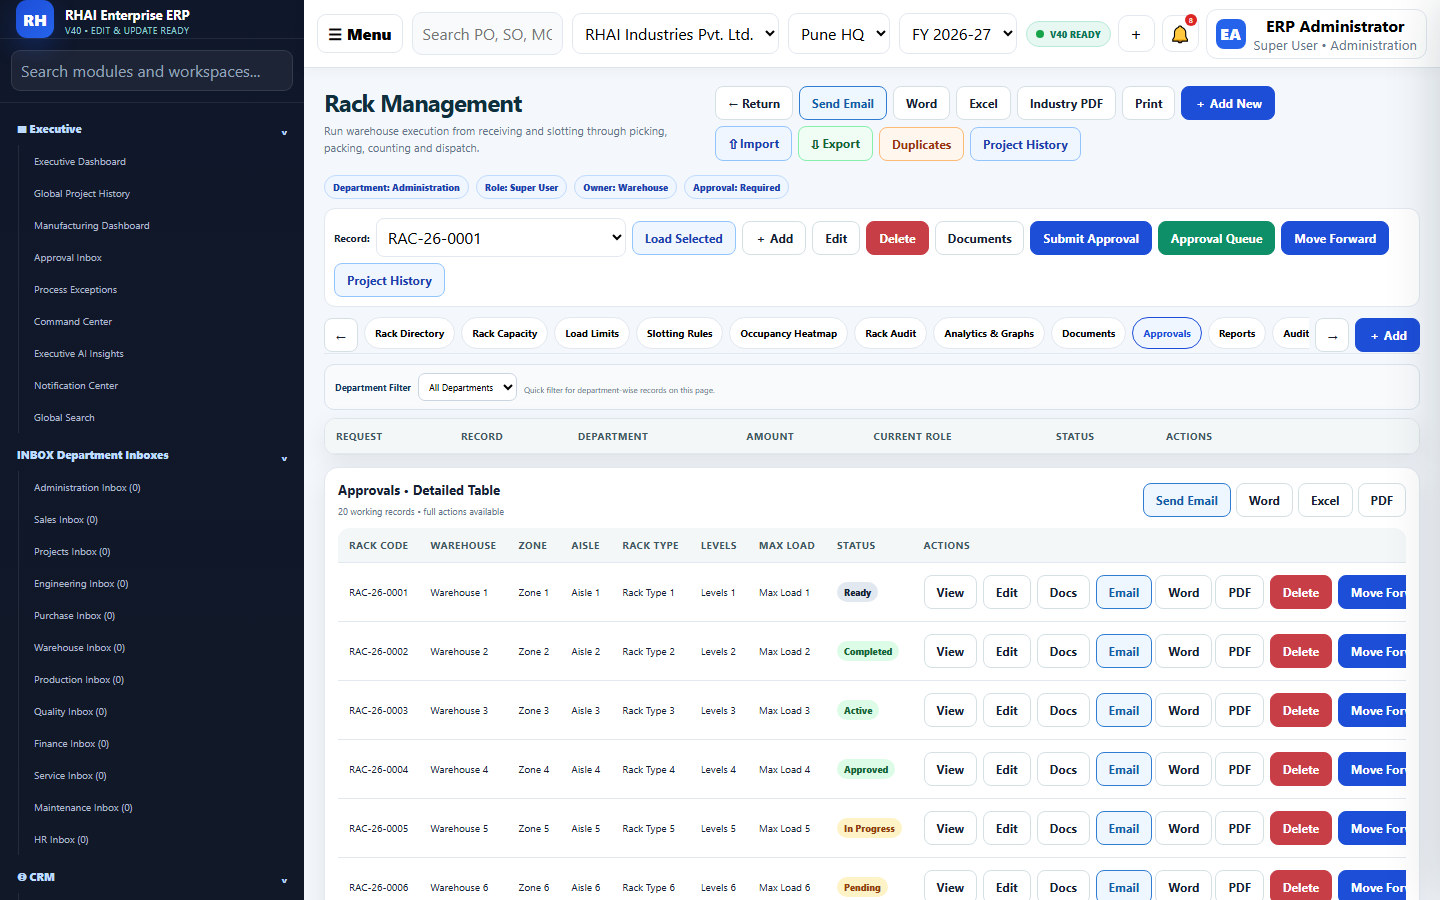 RH
RHAI Enterprise ERP
V40 • EDIT & UPDATE READY
Search modules and workspaces...
Executive
Executive Dashboard
Global Project History
Manufacturing Dashboard
Approval Inbox
Process Exceptions
Command Center
Executive AI Insights
Notification Center
Global Search
INBOX Department Inboxes
Administration Inbox (0)
Sales Inbox (0)
Projects Inbox (0)
Engineering Inbox (0)
Purchase Inbox (0)
Warehouse Inbox (0)
Production Inbox (0)
Quality Inbox (0)
Finance Inbox (0)
Service Inbox (0)
Maintenance Inbox (0)
HR Inbox (0)
CRM
☰ Menu
Search PO, SO, MO
RHAI Industries Pvt. Ltd.
Pune HQ
FY 2026-27
V40 READY
+
8
EA
ERP Administrator
Super User • Administration
Rack Management
Run warehouse execution from receiving and slotting through picking,
packing, counting and dispatch.
← Return
Send Email
Word
Excel
Industry PDF
Print
+ Add New
⇧ Import
⇩ Export
Duplicates
Project History
Department: Administration
Role: Super User
Owner: Warehouse
Approval: Required
Record:
RAC-26-0001
Load Selected
+ Add
Edit
Delete
Documents
Submit Approval
Approval Queue
Move Forward
Project History
←
Rack Directory
Rack Capacity
Load Limits
Slotting Rules
Occupancy Heatmap
Rack Audit
Analytics & Graphs
Documents
Approvals
Reports
Audit
→
+ Add
Department Filter
All Departments
Quick filter for department-wise records on this page.
REQUEST RECORD DEPARTMENT AMOUNT CURRENT ROLE STATUS ACTIONS
Approvals • Detailed Table
20 working records • full actions available
Send Email
Word
Excel
PDF
RACK CODE WAREHOUSE ZONE AISLE RACK TYPE LEVELS MAX LOAD STATUS ACTIONS
RAC-26-0001 Warehouse 1 Zone 1 Aisle 1 Rack Type 1 Levels 1 Max Load 1 Ready View Edit Docs Email Word PDF Delete Move For
RAC-26-0002 Warehouse 2 Zone 2 Aisle 2 Rack Type 2 Levels 2 Max Load 2 Completed View Edit Docs Email Word PDF Delete Move For
RAC-26-0003 Warehouse 3 Zone 3 Aisle 3 Rack Type 3 Levels 3 Max Load 3 Active View Edit Docs Email Word PDF Delete Move For
RAC-26-0004 Warehouse 4 Zone 4 Aisle 4 Rack Type 4 Levels 4 Max Load 4 Approved View Edit Docs Email Word PDF Delete Move For
RAC-26-0005 Warehouse 5 Zone 5 Aisle 5 Rack Type 5 Levels 5 Max Load 5 In Progress View Edit Docs Email Word PDF Delete Move For
RAC-26-0006 Warehouse 6 Zone 6 Aisle 6 Rack Type 6 Levels 6 Max Load 6 Pending View Edit Docs Email Word PDF Delete Move For